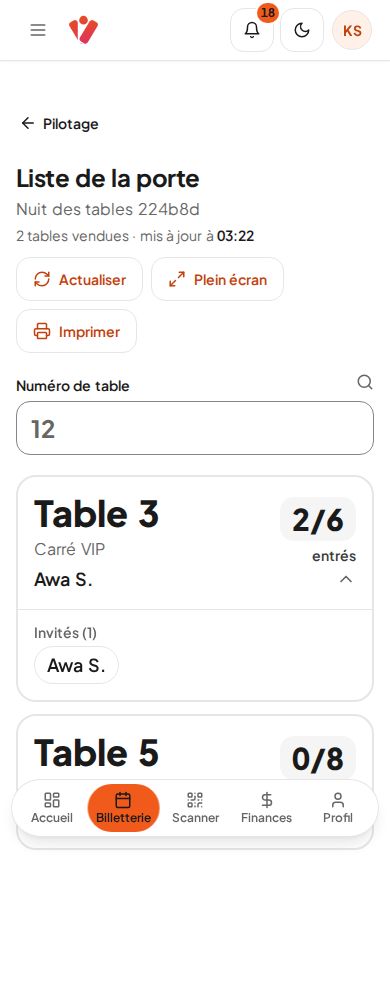 18
KS
Pilotage
Liste de la porte
Nuit des tables 224b8d
2 tables vendues · mis à jour à 03:22
Actualiser
Plein écran
Imprimer
Numéro de table
12
Table 3
2/6
Carré VIP
entrés
Awa S.
Invités (1)
Awa S.
Table 5
0/8
Accueil
Billetterie
Scanner
Finances
Profil